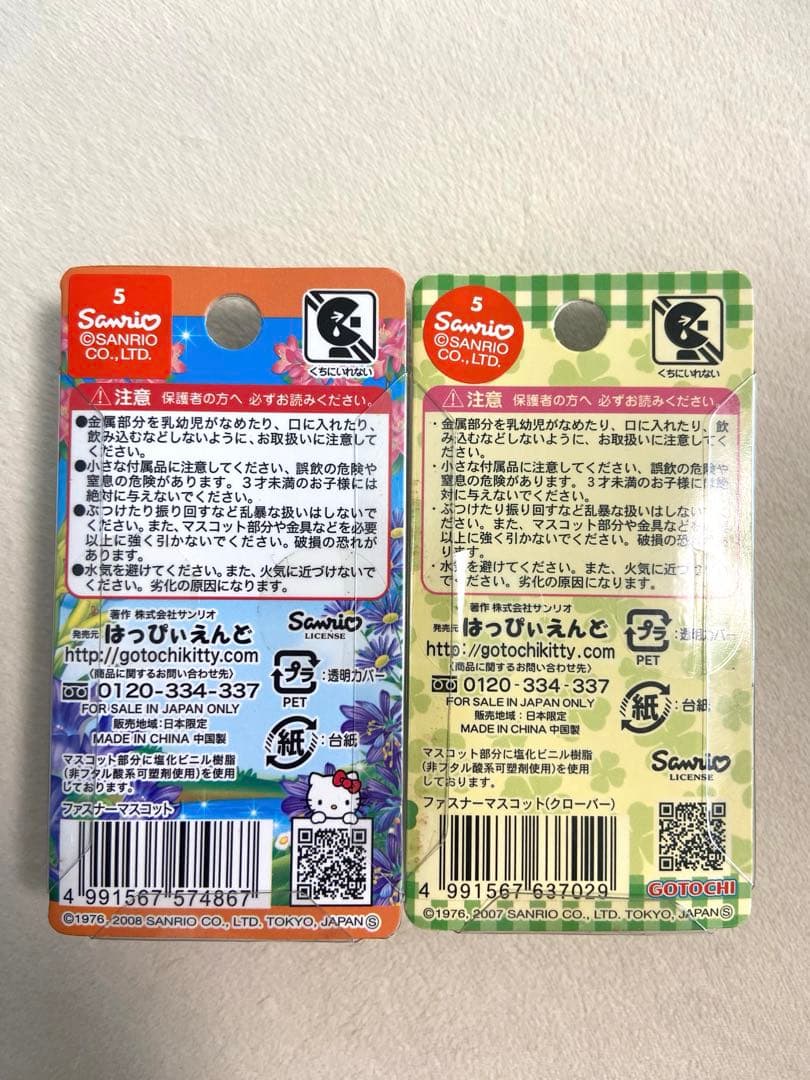 5
Sanrio
©SANRIO
CO.,LTD.
くちにいれない
⚠注意 保護者の方へ 必ずお読みください。
●金属部分を乳幼児がなめたり、口に入れたり、
飲み込むなどしないように、お取扱いに注意して
ください。
●小さな付属品に注意してください、誤飲の危険や
窒息の危険があります。３才未満のお子様には
絶対に与えないでください。
●ぶつけたり振り回すなど乱暴な扱いはしないで
ください。また、マスコット部分や金具などを必要
以上に強く引かないでください。破損の恐れが
あります。
●水気を避けてください。また、火気に近づけないで
ください。劣化の原因になります。
著作 株式会社サンリオ
発売元 はっぴぃえんど
http://gotochikitty.com
〈商品に関するお問い合わせ先〉
0120-334-337
FOR SALE IN JAPAN ONLY
販売地域：日本限定
MADE IN CHINA 中国製
Sanrio
LICENSE
プラ
：透明カバー
PET
紙
：台紙
マスコット部分に塩化ビニル樹脂
(非フタル酸系可塑剤使用)を使用
しております。
ファスナーマスコット
4 991567 574867
©1976, 2008 SANRIO CO., LTD. TOKYO, JAPAN Ⓢ
5
Sanrio
©SANRIO
CO.,LTD.
くちにいれない
⚠注意 保護者の方へ 必ずお読みください。
・金属部分を乳幼児がなめたり、口に入れたり、
飲み込むなどしないように、お取扱いに注意して
ください。
・小さな付属品に注意してください、誤飲の危険や
窒息の危険があります。３才未満のお子様には絶
対に与えないでください。
・ぶつけたり振り回すなど乱暴な扱いはしないでく
ださい。また、マスコット部分や金具などを必要
以上に強く引かないでください。破損の恐れがあ
ります。
・水気を避けてください。また、火気に近づけないで
ください。劣化の原因になります。
著作 株式会社サンリオ
発売元 はっぴぃえんど
http://gotochikitty.com
〈商品に関するお問い合わせ先〉
0120-334-337
FOR SALE IN JAPAN ONLY
販売地域：日本限定
MADE IN CHINA 中国製
プラ
：透明カバー
PET
紙
：台紙
マスコット部分に塩化ビニル樹脂
(非フタル酸系可塑剤使用)を使用
しております。
Sanrio
LICENSE
ファスナーマスコット(クローバー)
4 991567 637029
GOTOCHI
©1976, 2007 SANRIO CO., LTD. TOKYO, JAPAN Ⓢ